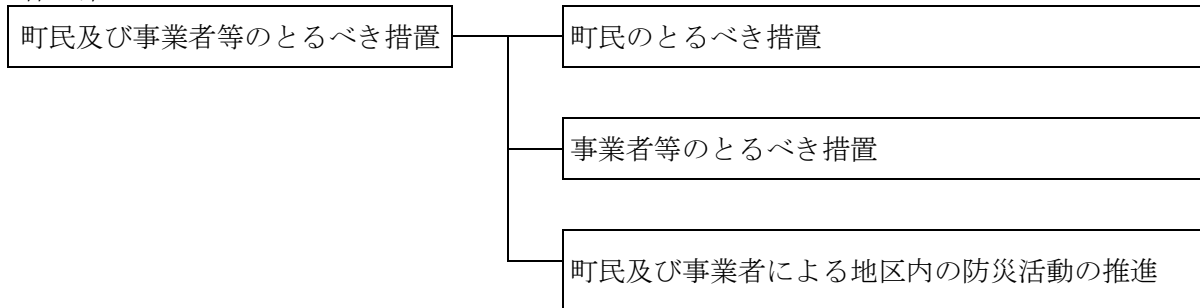 町民及び事業者等のとるべき措置
町民のとるべき措置
事業者等のとるべき措置
町民及び事業者による地区内の防災活動の推進